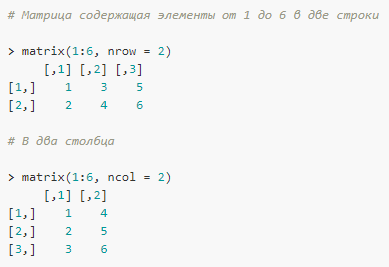 # Матрица содержащая элементы от 1 до 6 в две строки
> matrix(1:6, nrow = 2)
     [,1] [,2] [,3]
[1,]    1    3    5
[2,]    2    4    6
# В два столбца
> matrix(1:6, ncol = 2)
     [,1] [,2]
[1,]    1    4
[2,]    2    5
[3,]    3    6